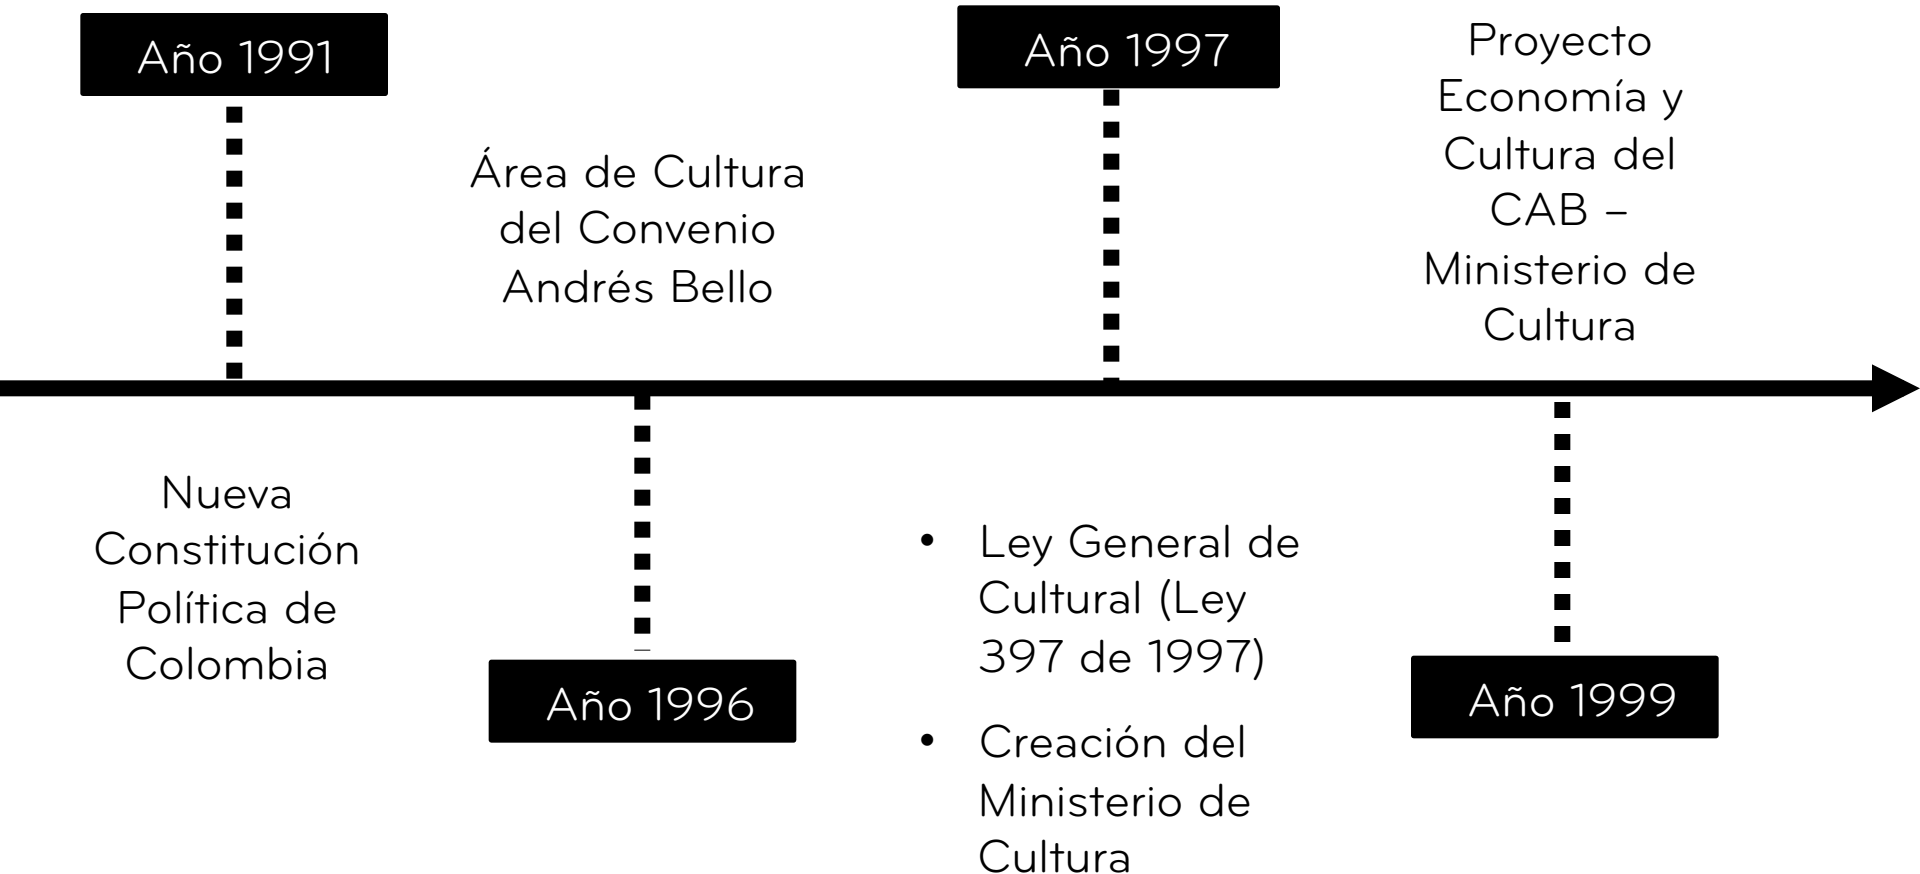 Año 1991
Nueva
Constitución
Política de
Colombia
Área de Cultura
del Convenio
Andrés Bello
Año 1996
Año 1997
• Ley General de
Cultural (Ley
397 de 1997)
• Creación del
Ministerio de
Cultura
Proyecto
Economía y
Cultura del
CAB –
Ministerio de
Cultura
Año 1999